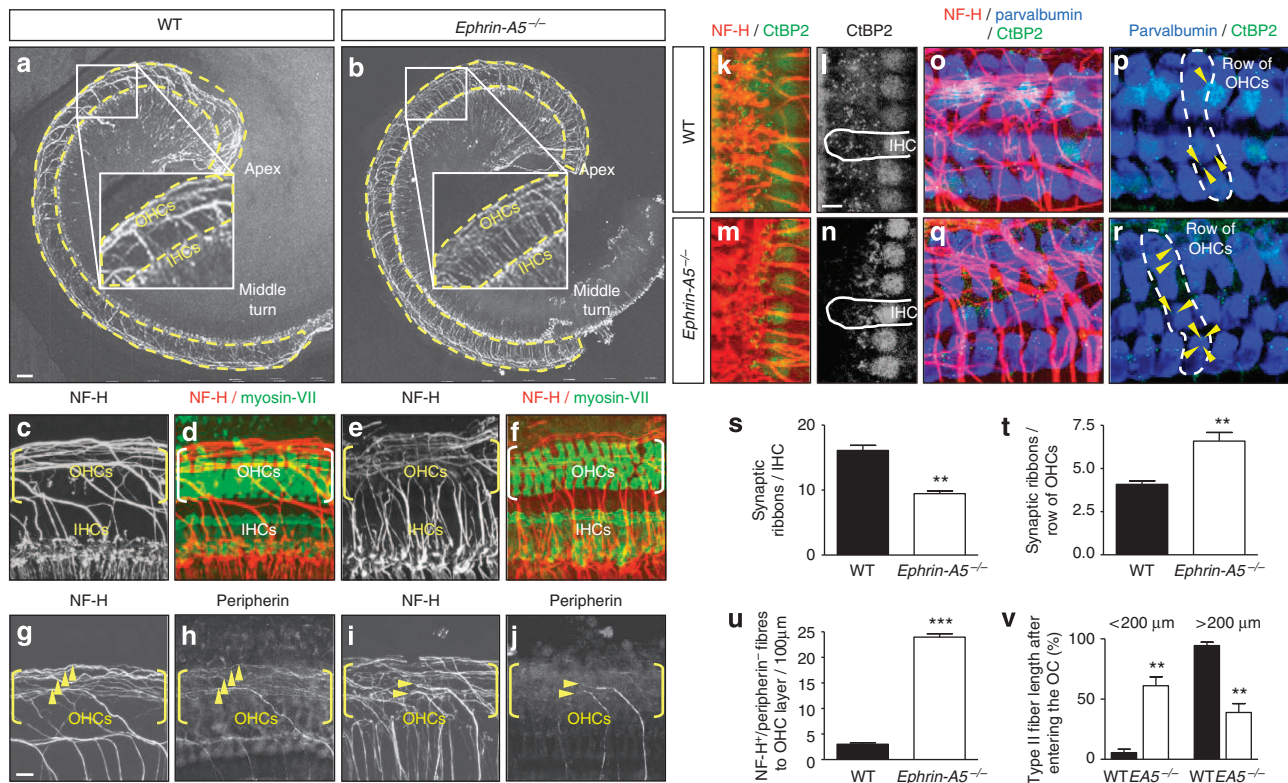 WT
Ephrin-A5−/−
a
Apex
OHCs
IHCs
Middle
turn
b
Apex
OHCs
IHCs
Middle
turn
NF-H
NF-H / myosin-VII
NF-H
NF-H / myosin-VII
c
OHCs
IHCs
d
OHCs
IHCs
e
OHCs
IHCs
f
OHCs
IHCs
NF-H
Peripherin
NF-H
Peripherin
g
OHCs
h
OHCs
i
OHCs
j
OHCs
NF-H / CtBP2
CtBP2
NF-H / parvalbumin
/ CtBP2
Parvalbumin / CtBP2
WT
k
l
IHC
o
p
Row of
OHCs
Ephrin-A5−/−
m
n
IHC
q
r
Row of
OHCs
s
Synaptic
ribbons / IHC
20
10
0
**
WT
Ephrin-A5−/−
t
Synaptic ribbons /
row of OHCs
7.5
5.0
2.5
0.0
**
WT
Ephrin-A5−/−
u
NF-H+/peripherin− fibres
to OHC layer / 100µm
25
20
15
10
5
0
***
WT
Ephrin-A5−/−
v
Type II fiber length after
entering the OC (%)
<200 µm
>200 µm
100
50
0
**
**
WT EA5−/−
WT EA5−/−